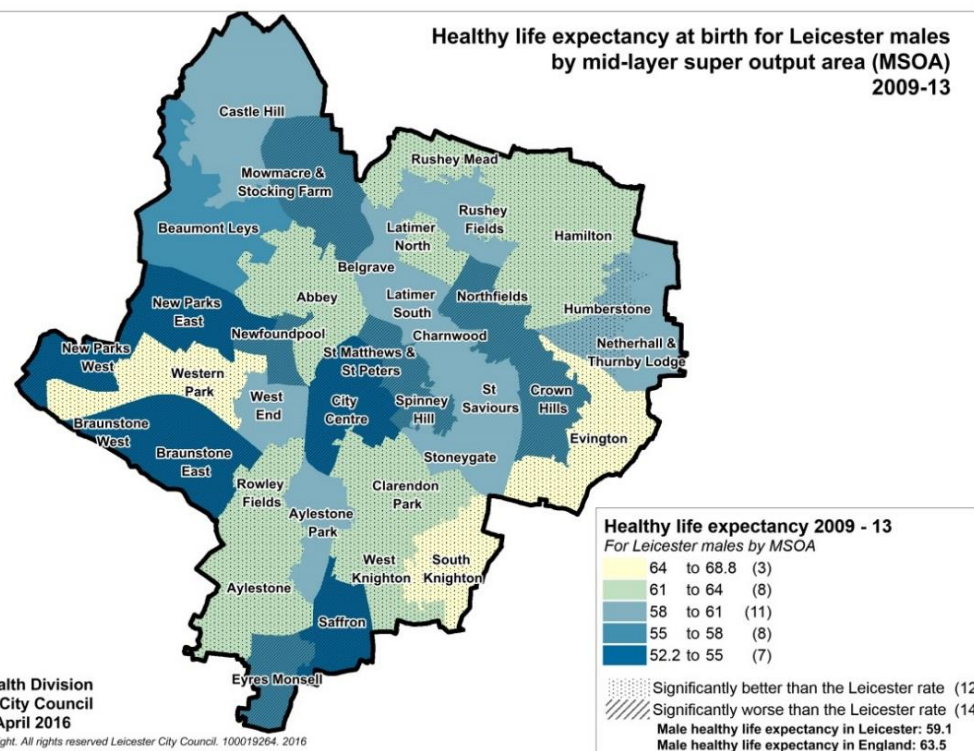 Healthy life expectancy at birth for Leicester males
by mid-layer super output area (MSOA)
2009-13
Castle Hill
Mowmacre &
Stocking Farm
Rushey Mead
Beaumont Leys
Rushey
Fields
Latimer
North
Hamilton
Belgrave
Abbey
New Parks
East
Latimer
South
Northfields
Humberstone
Newfoundpool
Charnwood
Netherhall &
Thurnby Lodge
New Parks
West
St Matthews &
St Peters
Western
Park
West
End
City
Centre
Spinney
Hill
St
Saviours
Crown
Hills
Braunstone
West
Evington
Braunstone
East
Stoneygate
Rowley
Fields
Clarendon
Park
Aylestone
Park
West
Knighton
South
Knighton
Aylestone
Saffron
Eyres Monsell
Healthy life expectancy 2009 - 13
For Leicester males by MSOA
64 to 68.8 (3)
61 to 64 (8)
58 to 61 (11)
55 to 58 (8)
52.2 to 55 (7)
Significantly better than the Leicester rate (12
Significantly worse than the Leicester rate (14
Male healthy life expectancy in Leicester: 59.1
Male healthy life expectancy in England: 63.5
alth Division
City Council
April 2016
ght. All rights reserved Leicester City Council. 100019264. 2016